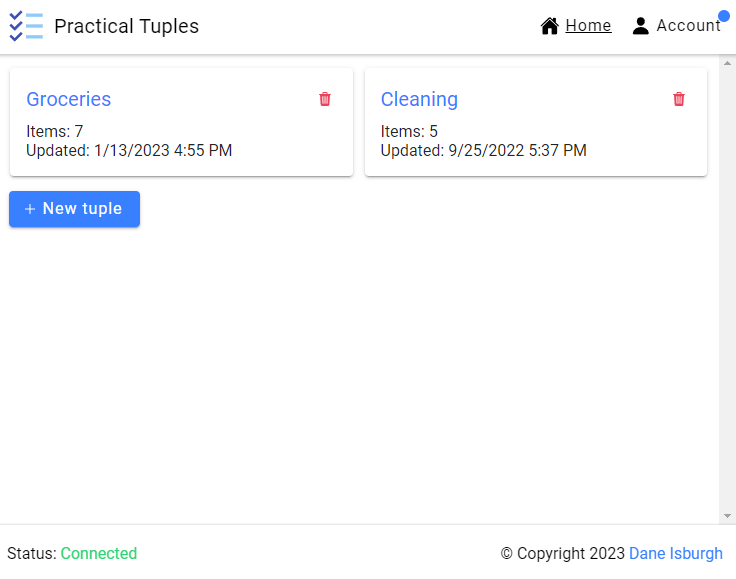 Practical Tuples
Home
Account
Groceries
Items: 7
Updated: 1/13/2023 4:55 PM
Cleaning
Items: 5
Updated: 9/25/2022 5:37 PM
+ New tuple
Status: Connected
© Copyright 2023 Dane Isburgh